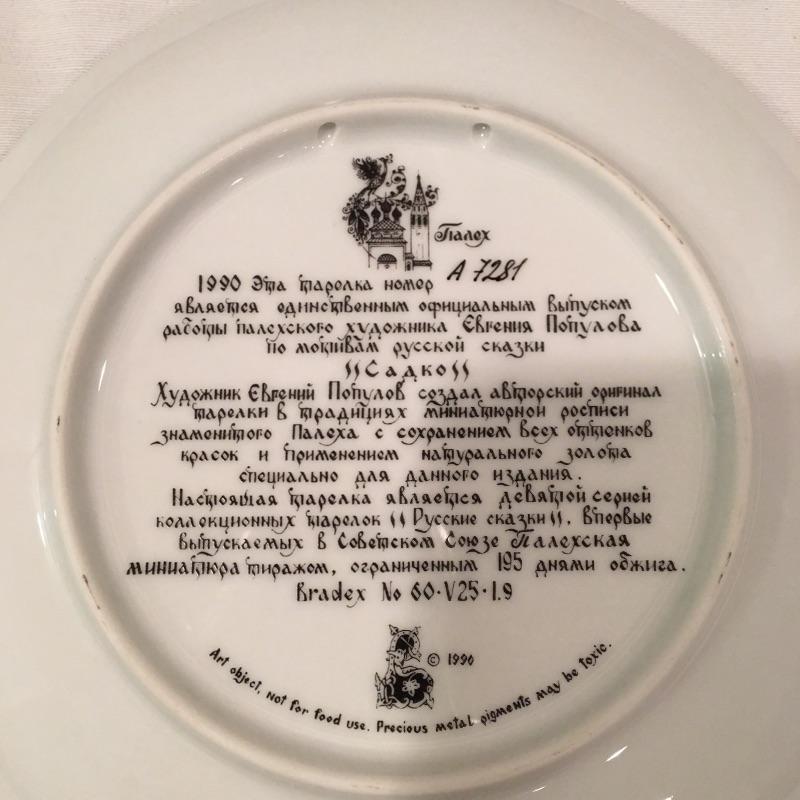 Палех
1990 Эта тарелка номер A 7281
является единственным официальным выпуском
работы палехского художника Евгения Популова
по мотивам русской сказки
"Садко"
Художник Евгений Популов создал авторский оригинал
тарелки в традициях миниатюрной росписи
знаменитого Палеха с сохранением всех оттенков
красок и применением натурального золота
специально для данного издания.
Настоящая тарелка является девятой серией
коллекционных тарелок "Русские сказки", впервые
выпускаемых в Советском Союзе Палехская
миниатюра тиражом, ограниченным 195 днями обжига.
Bradex No 60·V25·1.9
© 1990
Art object, not for food use. Precious metal pigments may be toxic.